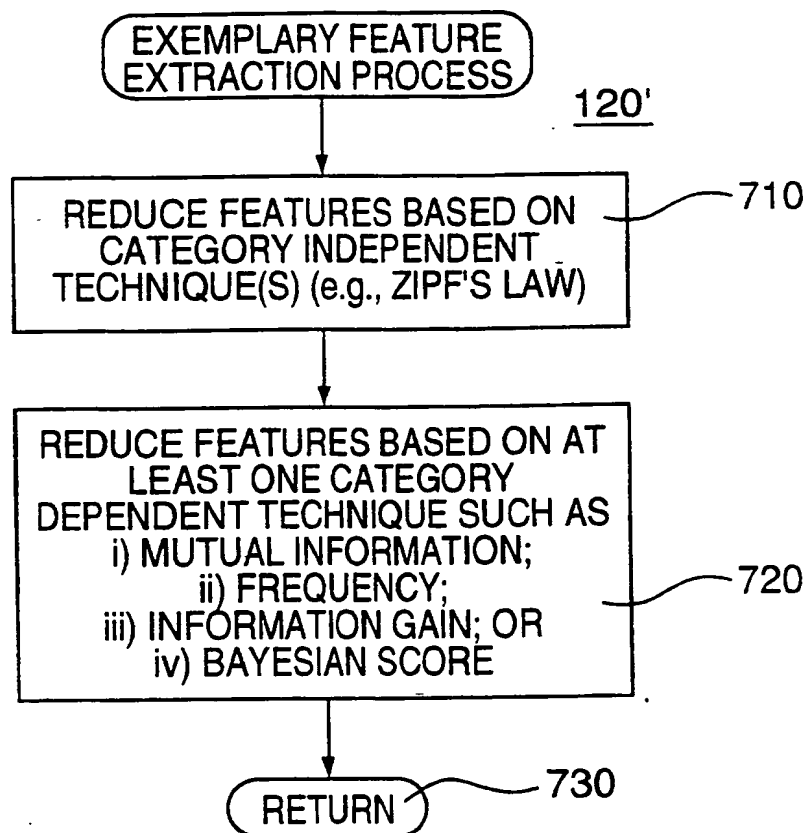 EXEMPLARY FEATURE
EXTRACTION PROCESS
120'
710
REDUCE FEATURES BASED ON
CATEGORY INDEPENDENT
TECHNIQUE(S) (e.g., ZIPF'S LAW)
REDUCE FEATURES BASED ON AT
LEAST ONE CATEGORY
DEPENDENT TECHNIQUE SUCH AS
i) MUTUAL INFORMATION;
ii) FREQUENCY;
iii) INFORMATION GAIN; OR
iv) BAYESIAN SCORE
720
RETURN
730